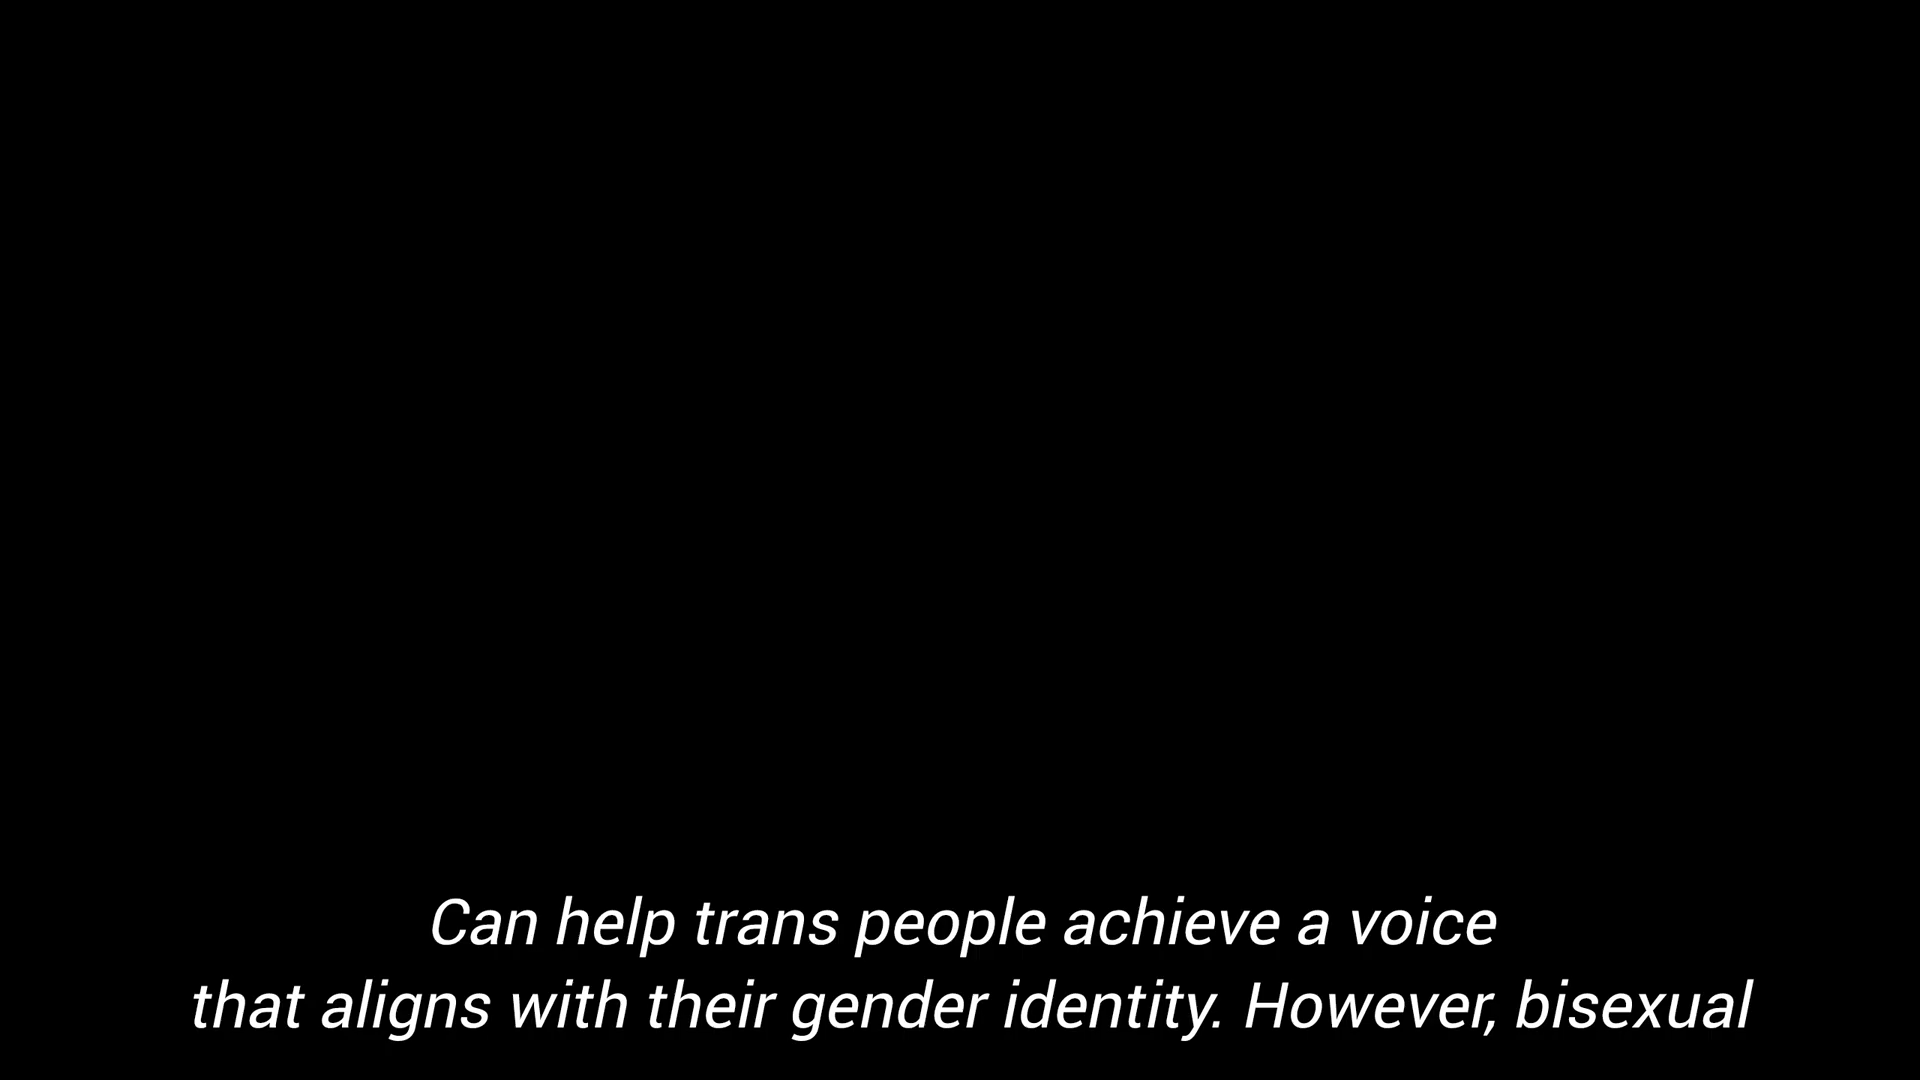 Can help trans people achieve a voice
that aligns with their gender identity. However, bisexual